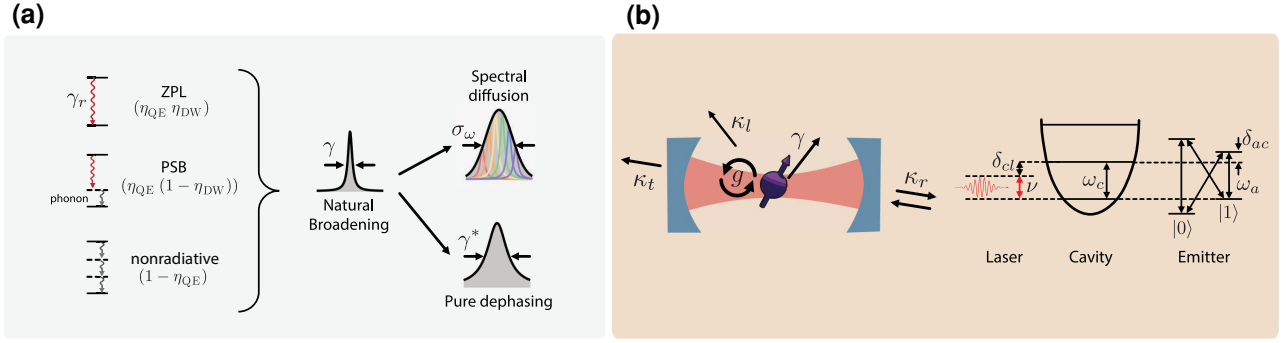 (a)
γr
ZPL
(ηQE ηDW)
PSB
(ηQE (1 − ηDW))
phonon
nonradiative
(1 − ηQE)
γ
Natural
Broadening
Spectral
diffusion
σω
γ*
Pure dephasing
(b)
κl
γ
κt
g
κr
δcl
ν
ωc
δac
ωa
|0⟩
|1⟩
Laser
Cavity
Emitter